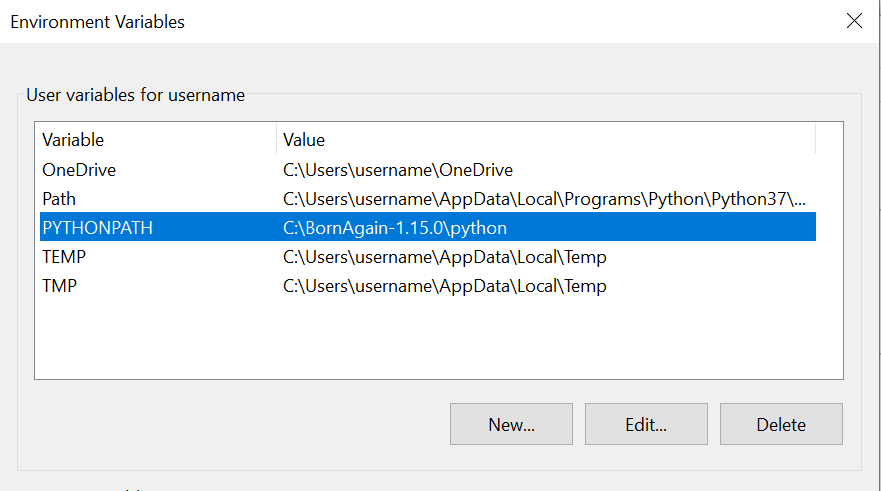 Environment Variables
User variables for username
Variable Value
OneDrive C:\Users\username\OneDrive
Path C:\Users\username\AppData\Local\Programs\Python\Python37\...
PYTHONPATH C:\BornAgain-1.15.0\python
TEMP C:\Users\username\AppData\Local\Temp
TMP C:\Users\username\AppData\Local\Temp
New... Edit... Delete